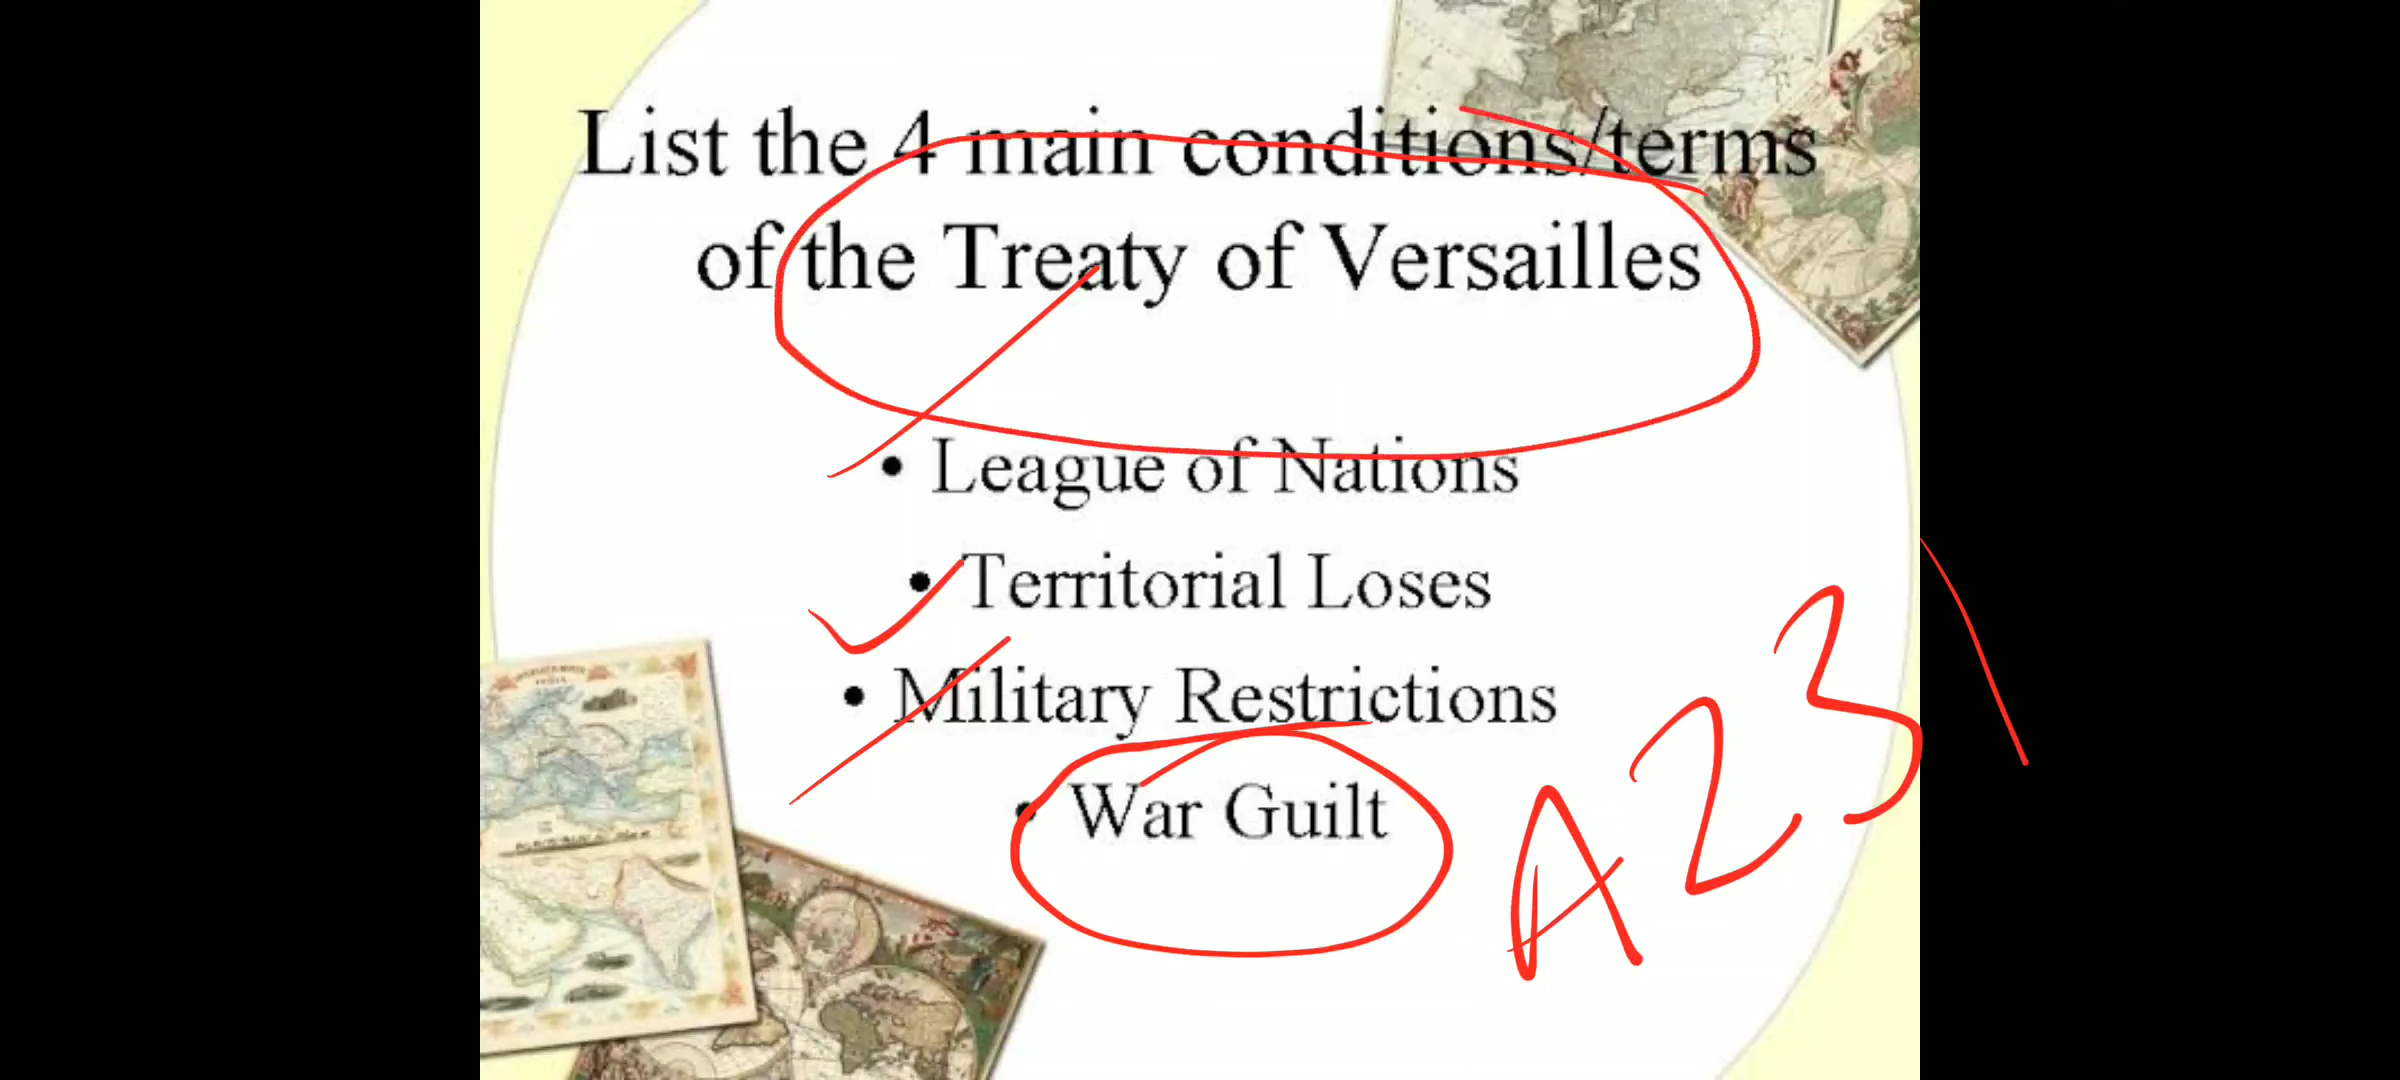 List the 4 main conditions/terms
of the Treaty of Versailles
• League of Nations
• Territorial Loses
• Military Restrictions
• War Guilt
A231